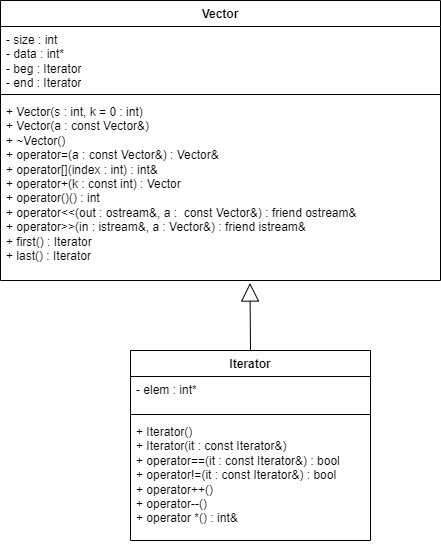 Vector
- size : int
- data : int*
- beg : Iterator
- end : Iterator
+ Vector(s : int, k = 0 : int)
+ Vector(a : const Vector&)
+ ~Vector()
+ operator=(a : const Vector&) : Vector&
+ operator[](index : int) : int&
+ operator+(k : const int) : Vector
+ operator()() : int
+ operator<<(out : ostream&, a :  const Vector&) : friend ostream&
+ operator>>(in : istream&, a : Vector&) : friend istream&
+ first() : Iterator
+ last() : Iterator
Iterator
- elem : int*
+ Iterator()
+ Iterator(it : const Iterator&)
+ operator==(it : const Iterator&) : bool
+ operator!=(it : const Iterator&) : bool
+ operator++()
+ operator--()
+ operator *() : int&